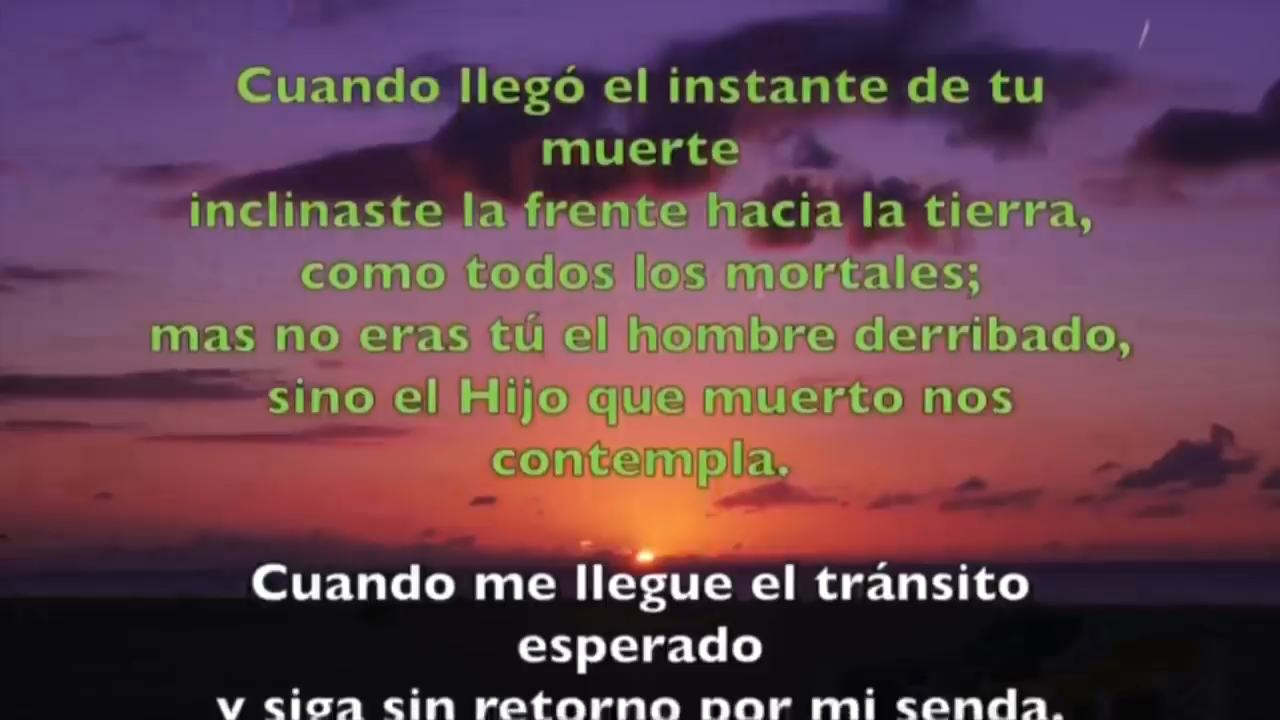 Cuando llegó el instante de tu
muerte
inclinaste la frente hacia la tierra,
como todos los mortales;
mas no eras tú el hombre derribado,
sino el Hijo que muerto nos
contempla.
Cuando me llegue el tránsito
esperado
y siga sin retorno por mi senda,